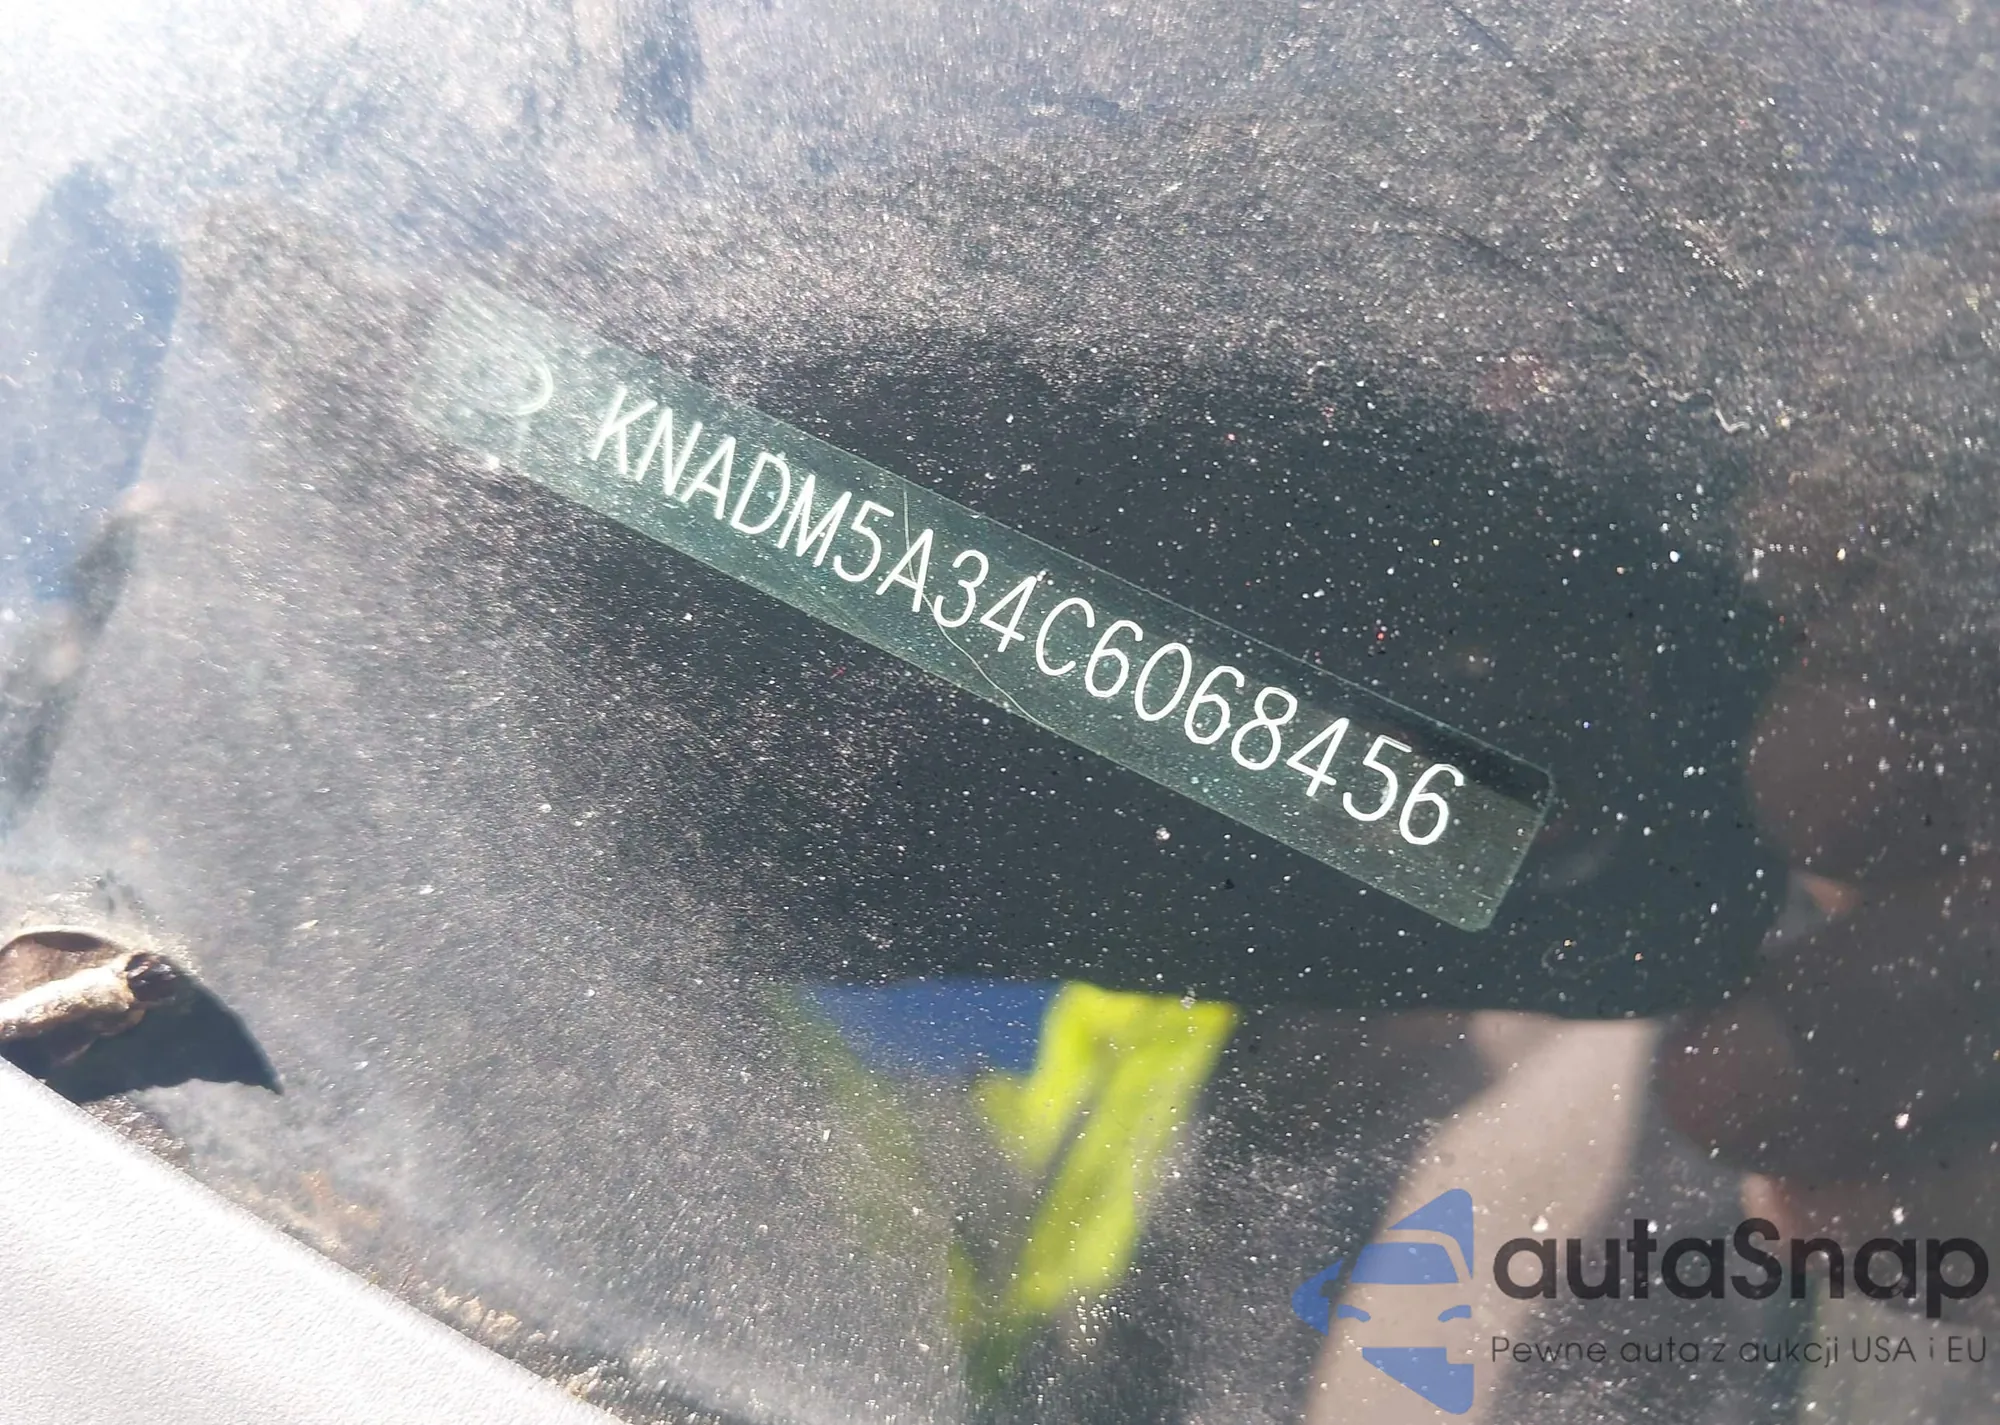 KNADM5A34C6068456
autaSnap
Pewne auta z aukcji USA i EU